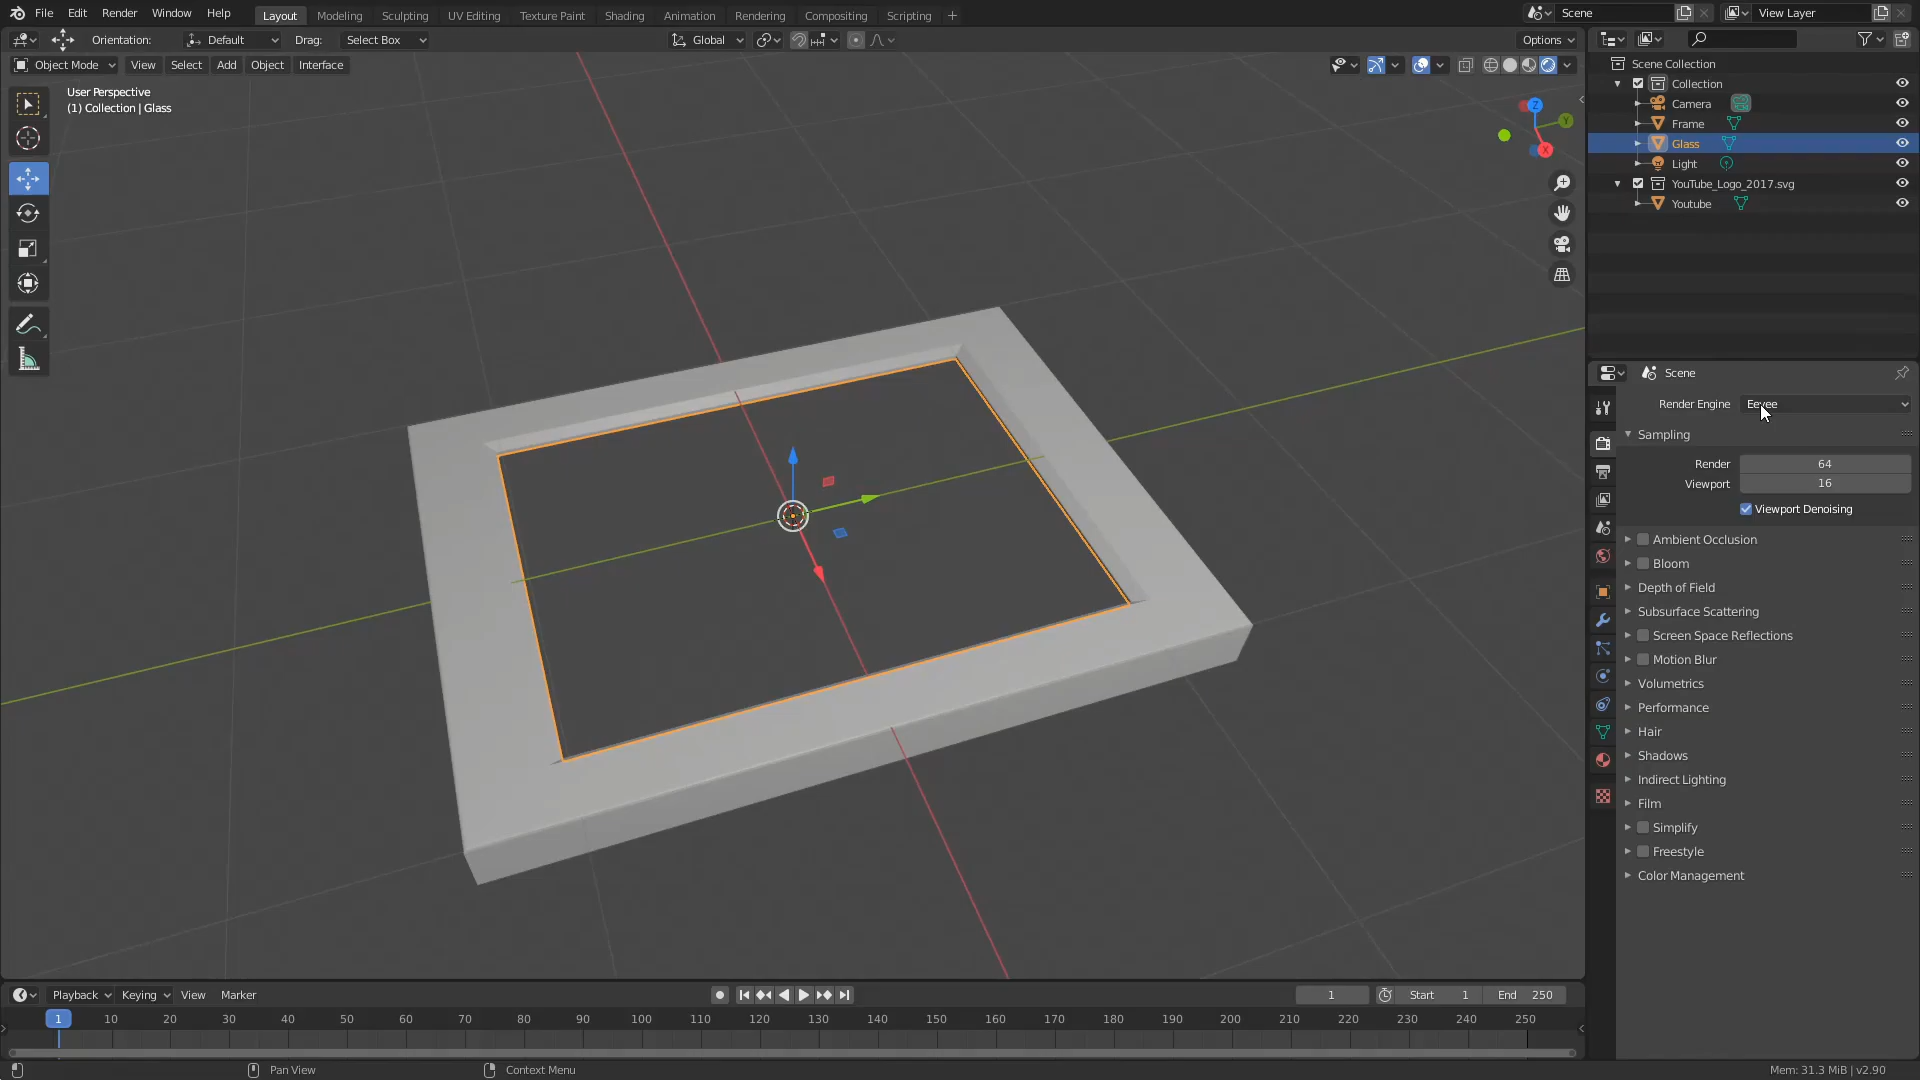 File Edit Render Window Help
Layout Modeling Sculpting UV Editing Texture Paint Shading Animation Rendering Compositing Scripting +
Scene
View Layer
Orientation: Default Drag: Select Box
Global
Options
Object Mode View Select Add Object Interface
User Perspective
(1) Collection | Glass
Z
Y
X
Scene Collection
Collection
Camera
Frame
Glass
Light
YouTube_Logo_2017.svg
Youtube
Scene
Render Engine Eevee
Sampling
Render 64
Viewport 16
Viewport Denoising
Ambient Occlusion
Bloom
Depth of Field
Subsurface Scattering
Screen Space Reflections
Motion Blur
Volumetrics
Performance
Hair
Shadows
Indirect Lighting
Film
Simplify
Freestyle
Color Management
Playback Keying View Marker
1 Start 1 End 250
1 10 20 30 40 50 60 70 80 90 100 110 120 130 140 150 160 170 180 190 200 210 220 230 240 250
Pan View
Context Menu
Mem: 31.3 MiB | v2.90